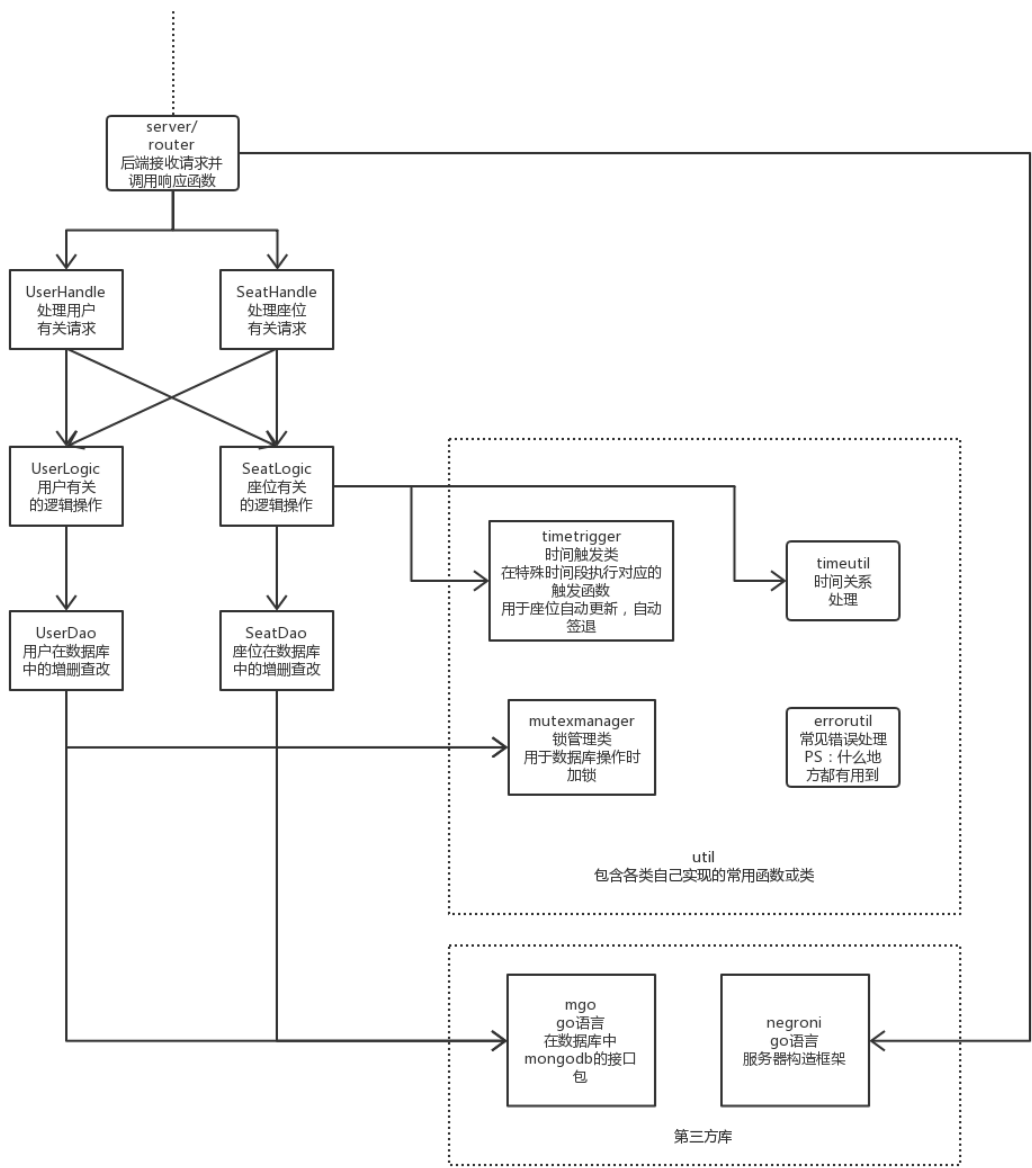 server/
router
后端接收请求并
调用响应函数
UserHandle
处理用户
有关请求
SeatHandle
处理座位
有关请求
UserLogic
用户有关
的逻辑操作
SeatLogic
座位有关
的逻辑操作
timetrigger
时间触发类
在特殊时间段执行对应的
触发函数
用于座位自动更新，自动
签退
timeutil
时间关系
处理
UserDao
用户在数据库
中的增删查改
SeatDao
座位在数据库
中的增删查改
mutexmanager
锁管理类
用于数据库操作时
加锁
errorutil
常见错误处理
PS：什么地
方都有用到
util
包含各类自己实现的常用函数或类
mgo
go语言
在数据库中
mongodb的接口
包
negroni
go语言
服务器构造框架
第三方库